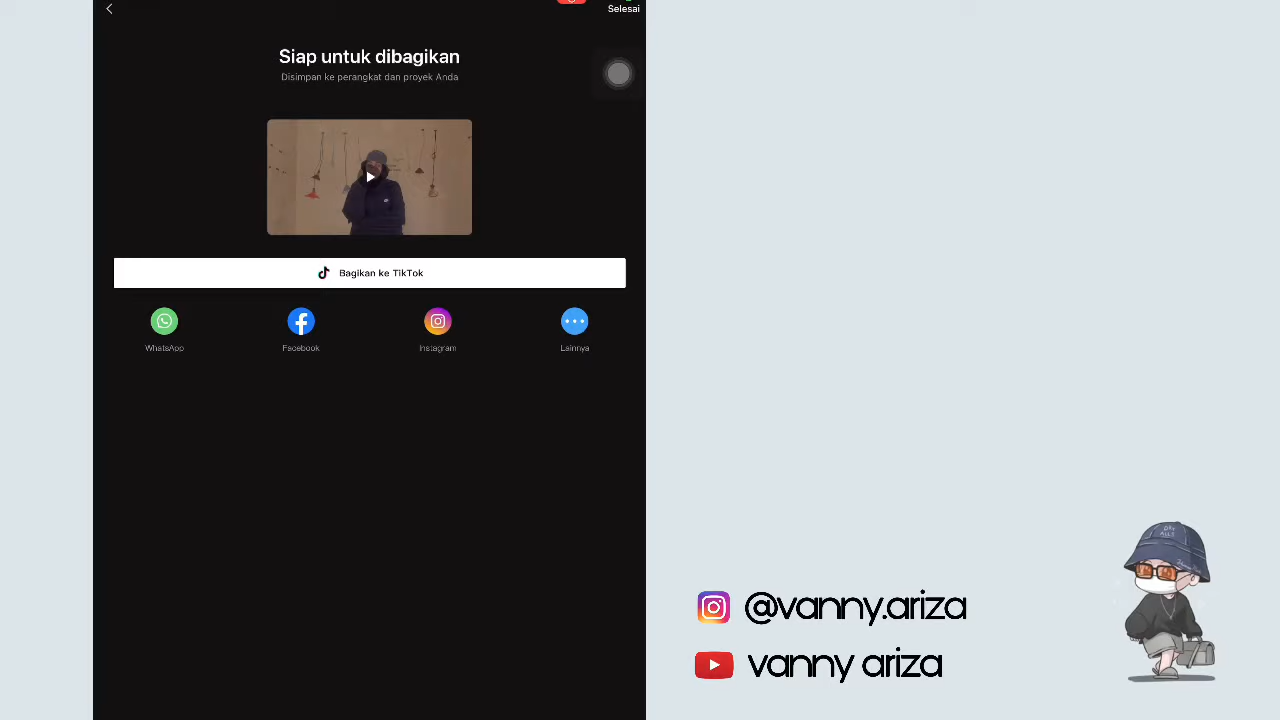 Selesai
Siap untuk dibagikan
Disimpan ke perangkat dan proyek Anda
Bagikan ke TikTok
WhatsApp
Facebook
Instagram
Lainnya
@vanny.ariza
vanny ariza